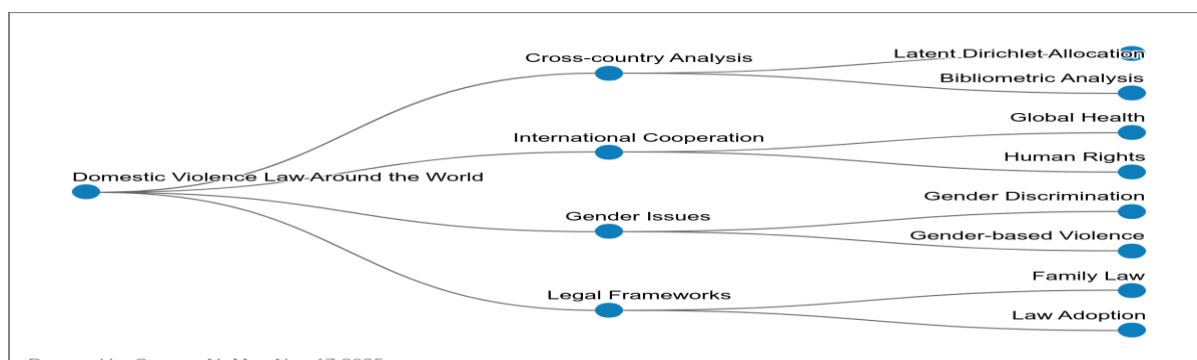 Domestic Violence Law Around the World
Cross-country Analysis
Latent Dirichlet Allocation
Bibliometric Analysis
International Cooperation
Global Health
Human Rights
Gender Issues
Gender Discrimination
Gender-based Violence
Legal Frameworks
Family Law
Law Adoption